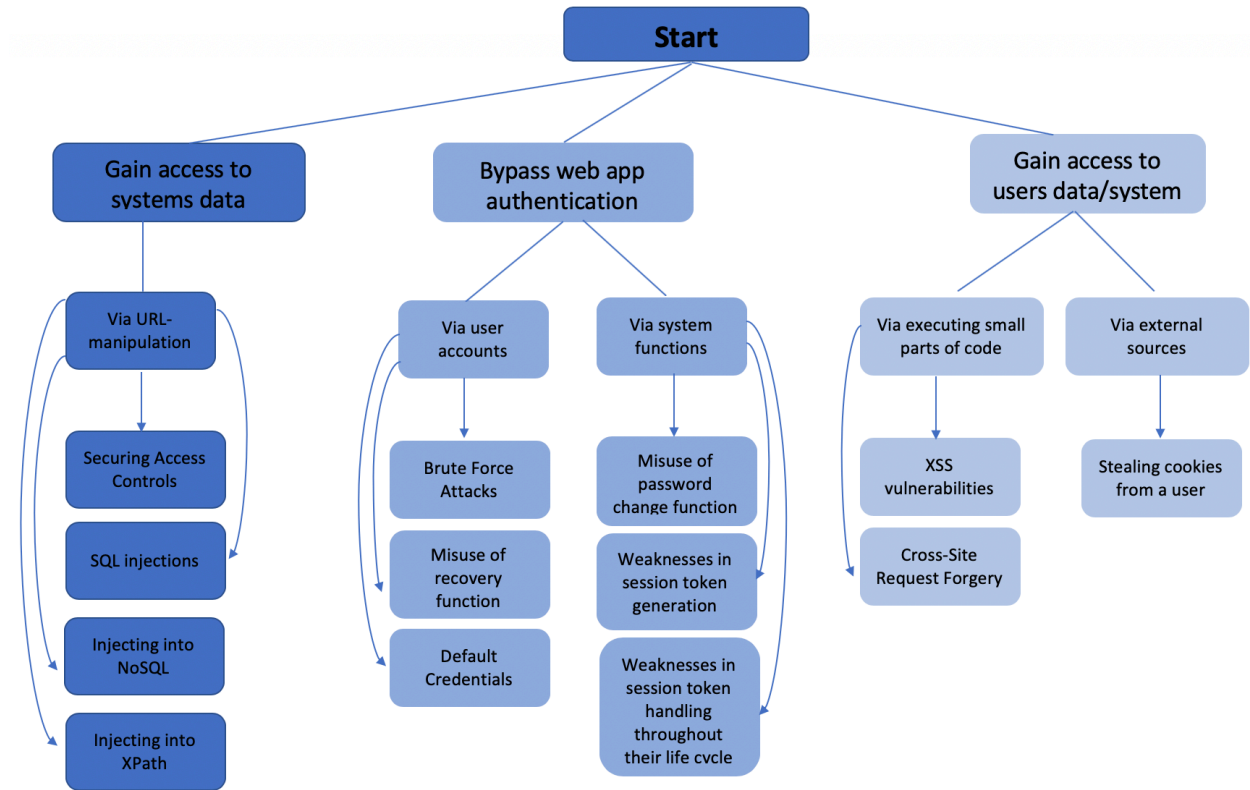 Start
Gain access to
systems data
Bypass web app
authentication
Gain access to
users data/system
Via URL-
manipulation
Via user
accounts
Via system
functions
Via executing small
parts of code
Via external
sources
Securing Access
Controls
SQL injections
Injecting into
NoSQL
Injecting into
XPath
Brute Force
Attacks
Misuse of
recovery
function
Default
Credentials
Misuse of
password
change function
Weaknesses in
session token
generation
Weaknesses in
session token
handling
throughout
their life cycle
XSS
vulnerabilities
Cross-Site
Request Forgery
Stealing cookies
from a user